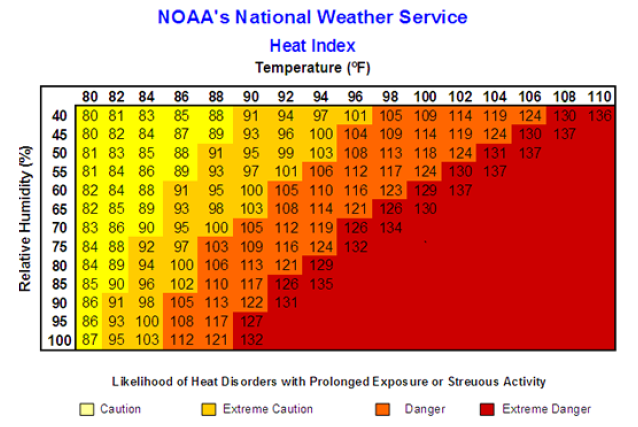 NOAA's National Weather Service
Heat Index
Temperature (ºF)
80 82 84 86 88 90 92 94 96 98 100 102 104 106 108 110
Relative Humidity (%)
40 80 81 83 85 88 91 94 97 101 105 109 114 119 124 130 136
45 80 82 84 87 89 93 96 100 104 109 114 119 124 130 137
50 81 83 85 88 91 95 99 103 108 113 118 124 131 137
55 81 84 86 89 93 97 101 106 112 117 124 130 137
60 82 84 88 91 95 100 105 110 116 123 129 137
65 82 85 89 93 98 103 108 114 121 126 130
70 83 86 90 95 100 105 112 119 126 134
75 84 88 92 97 103 109 116 124 132
80 84 89 94 100 106 113 121 129
85 85 90 96 102 110 117 126 135
90 86 91 98 105 113 122 131
95 86 93 100 108 117 127
100 87 95 103 112 121 132
Likelihood of Heat Disorders with Prolonged Exposure or Streuous Activity
Caution Extreme Caution Danger Extreme Danger